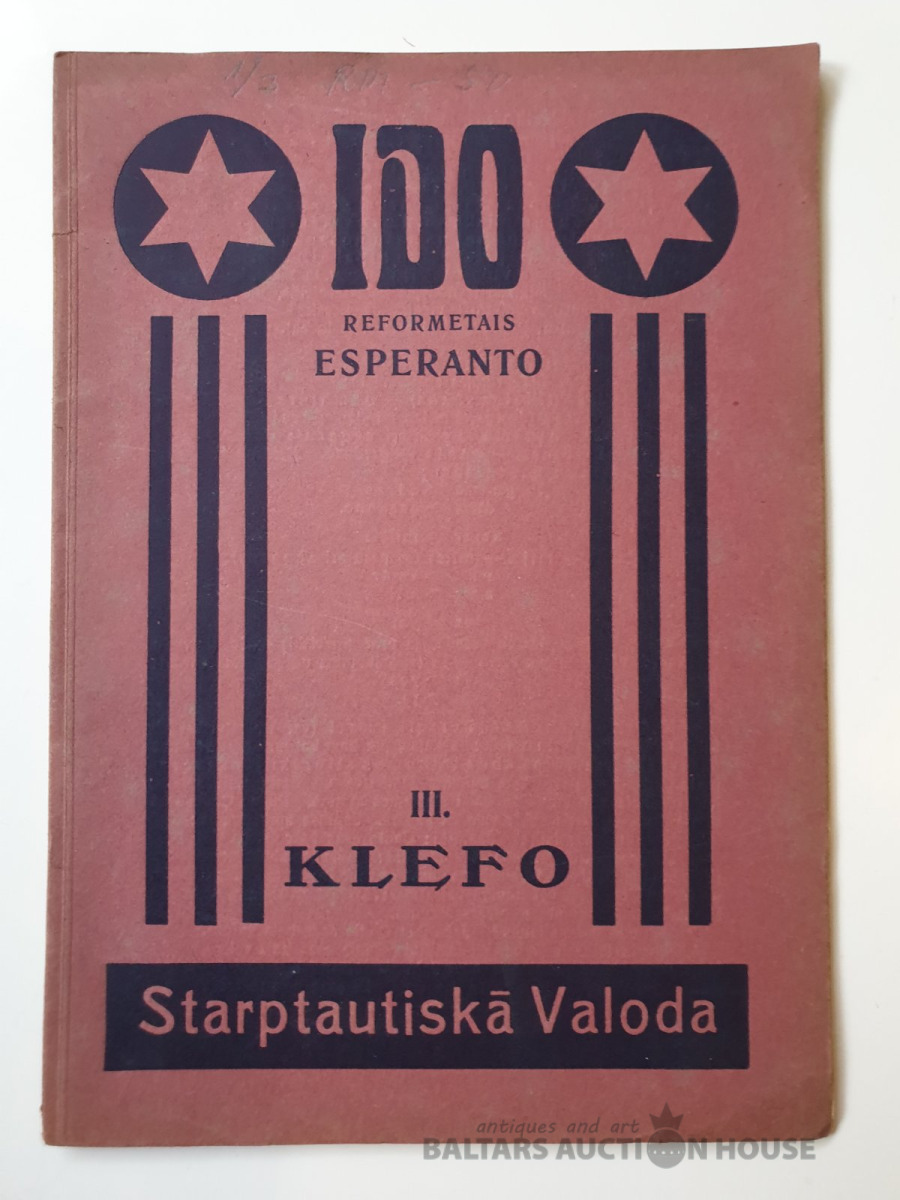 IDO
REFORMETAIS
ESPERANTO
III.
KLEFO
Starptautiskā Valoda
antiques and art
BALTARS AUCTION HOUSE